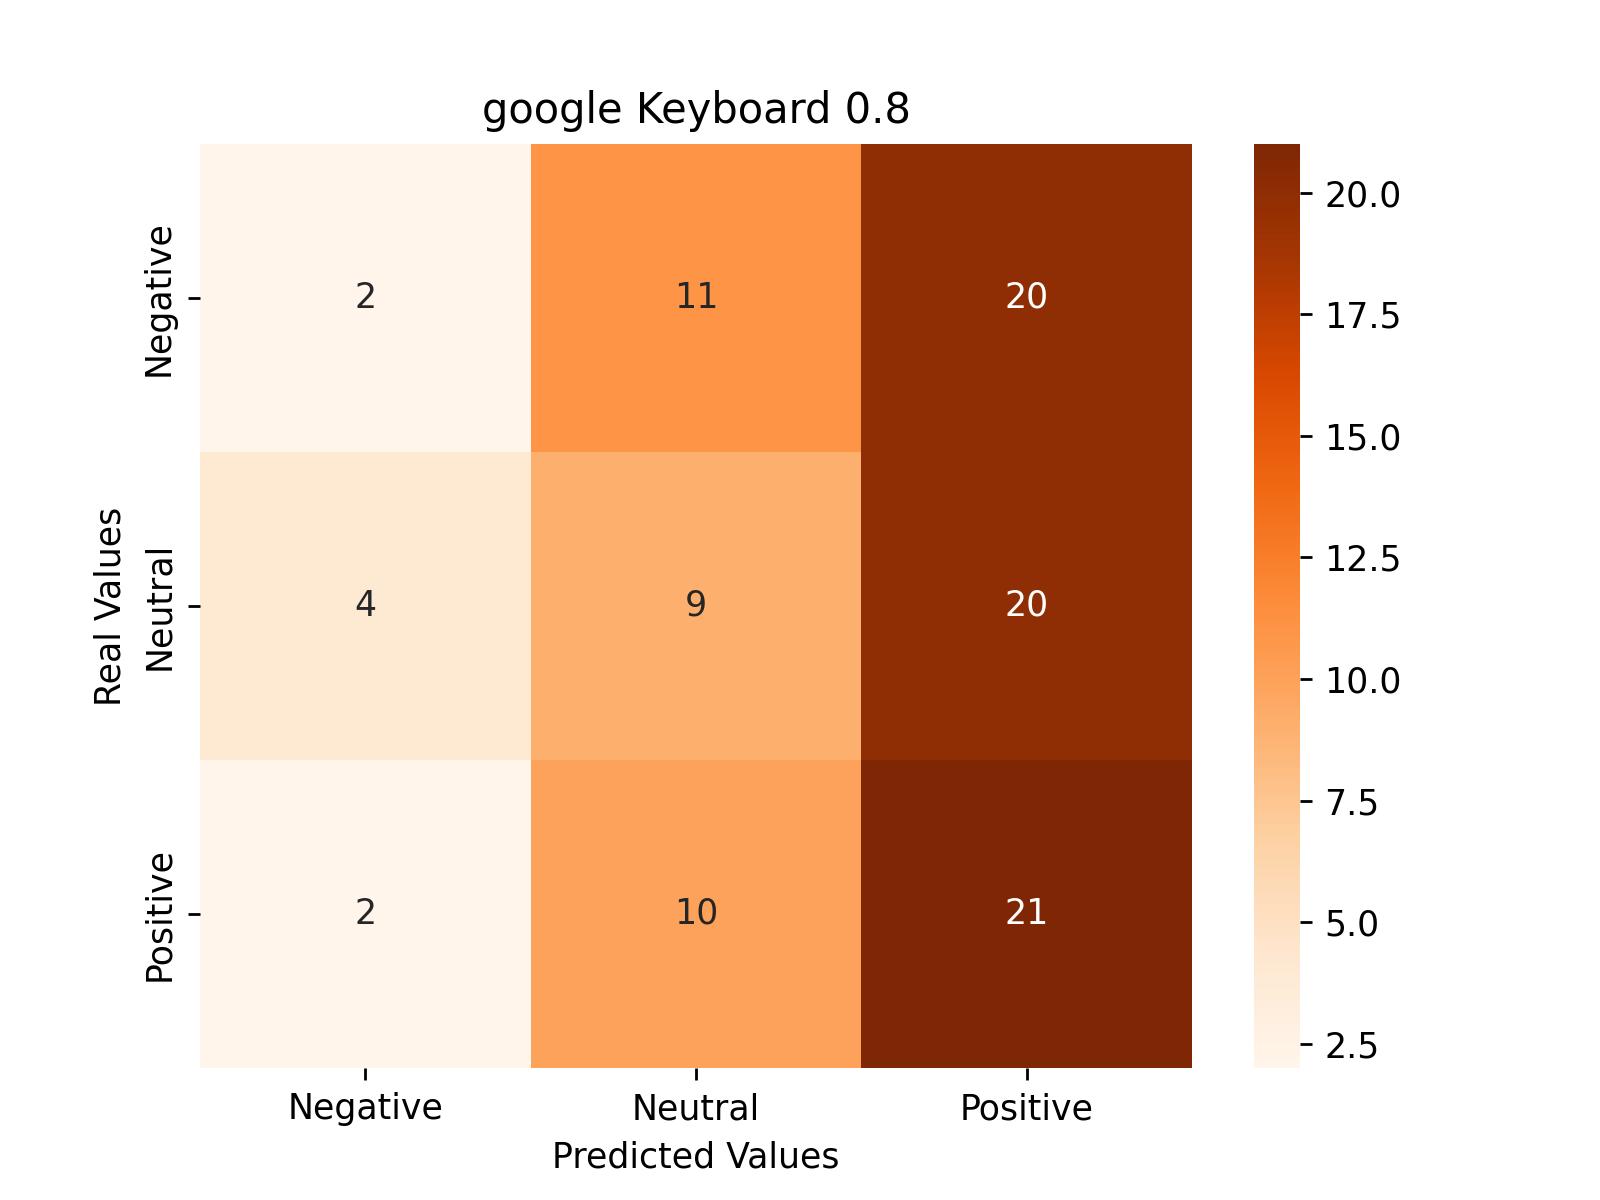 google Keyboard 0.8
Real Values
Negative
2 11 20
Neutral
4 9 20
Positive
2 10 21
Negative Neutral Positive
Predicted Values
20.0
17.5
15.0
12.5
10.0
7.5
5.0
2.5